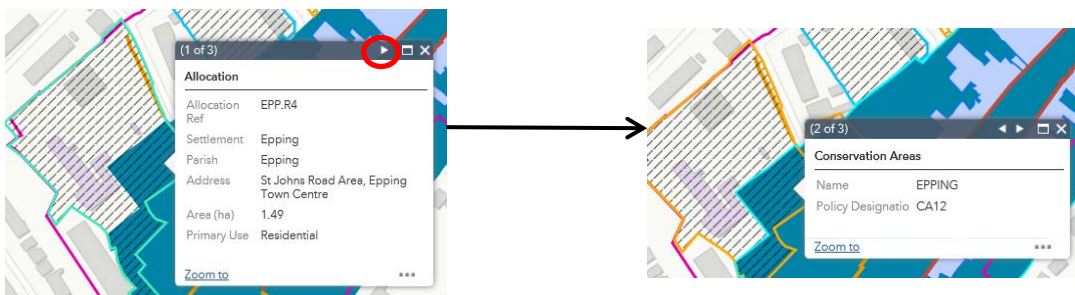 (1 of 3)
Allocation
Allocation Ref EPP.R4
Settlement Epping
Parish Epping
Address St Johns Road Area, Epping
Town Centre
Area (ha) 1.49
Primary Use Residential
Zoom to
(2 of 3)
Conservation Areas
Name EPPING
Policy Designatio CA12
Zoom to